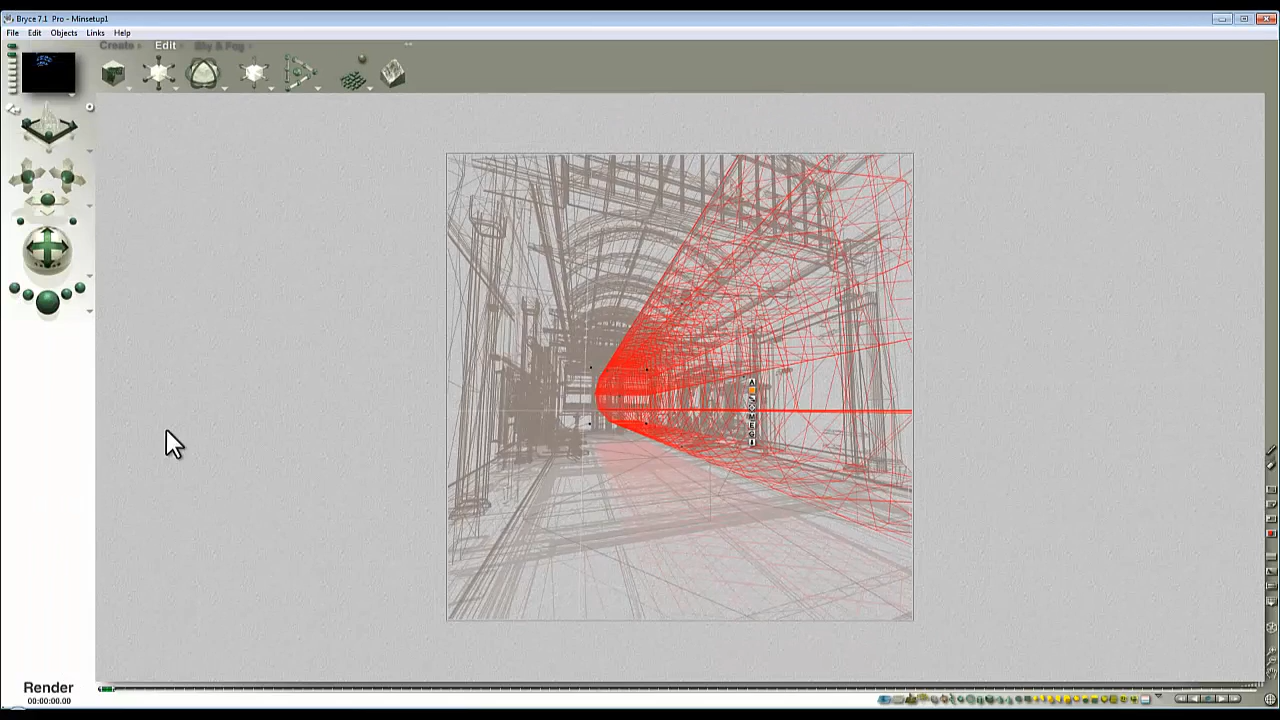 Bryce 7.1 Pro - Minsetup1
File Edit Objects Links Help
Create Edit Sky & Fog
A
M
Render
00:00:00.00